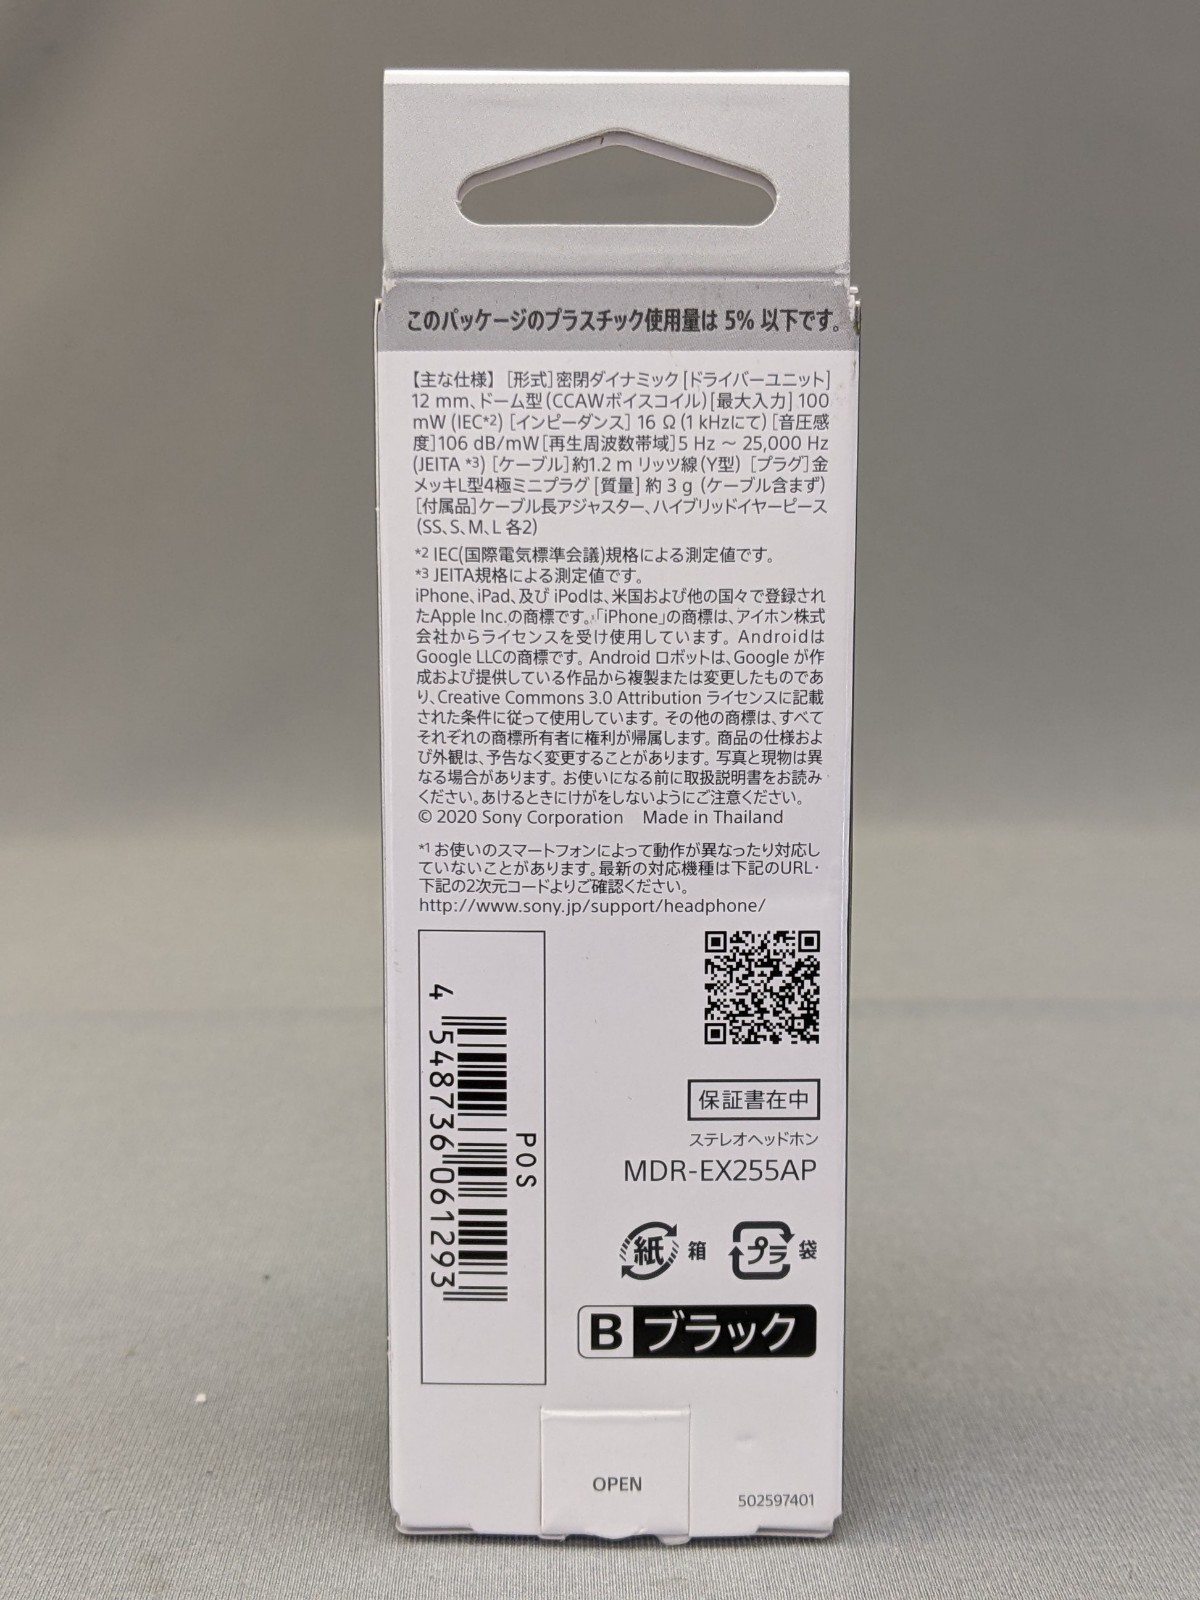 このパッケージのプラスチック使用量は 5% 以下です。
【主な仕様】［形式］密閉ダイナミック［ドライバーユニット］
12 mm、ドーム型（CCAWボイスコイル）［最大入力］100
mW（IEC*2）［インピーダンス］16 Ω（1 kHzにて）［音圧感
度］106 dB/mW［再生周波数帯域］5 Hz ～ 25,000 Hz
（JEITA *3）［ケーブル］約1.2 m リッツ線（Y型）［プラグ］金
メッキL型4極ミニプラグ［質量］約 3 g（ケーブル含まず）
［付属品］ケーブル長アジャスター、ハイブリッドイヤーピース
（SS、S、M、L 各2）
*2 IEC(国際電気標準会議)規格による測定値です。
*3 JEITA規格による測定値です。
iPhone、iPad、及び iPodは、米国および他の国々で登録され
たApple Inc.の商標です。「iPhone」の商標は、アイホン株式
会社からライセンスを受け使用しています。Androidは
Google LLCの商標です。Android ロボットは、Google が作
成および提供している作品から複製または変更したものであ
り、Creative Commons 3.0 Attribution ライセンスに記載
された条件に従って使用しています。その他の商標は、すべて
それぞれの商標所有者に権利が帰属します。商品の仕様およ
び外観は、予告なく変更することがあります。写真と現物は異
なる場合があります。お使いになる前に取扱説明書をお読み
ください。あけるときにけがをしないようにご注意ください。
© 2020 Sony Corporation Made in Thailand
*1 お使いのスマートフォンによって動作が異なったり対応し
ていないことがあります。最新の対応機種は下記のURL・
下記の2次元コードよりご確認ください。
http://www.sony.jp/support/headphone/
POS
4 548736 061293
保証書在中
ステレオヘッドホン
MDR-EX255AP
紙 箱 プラ 袋
B ブラック
OPEN
502597401